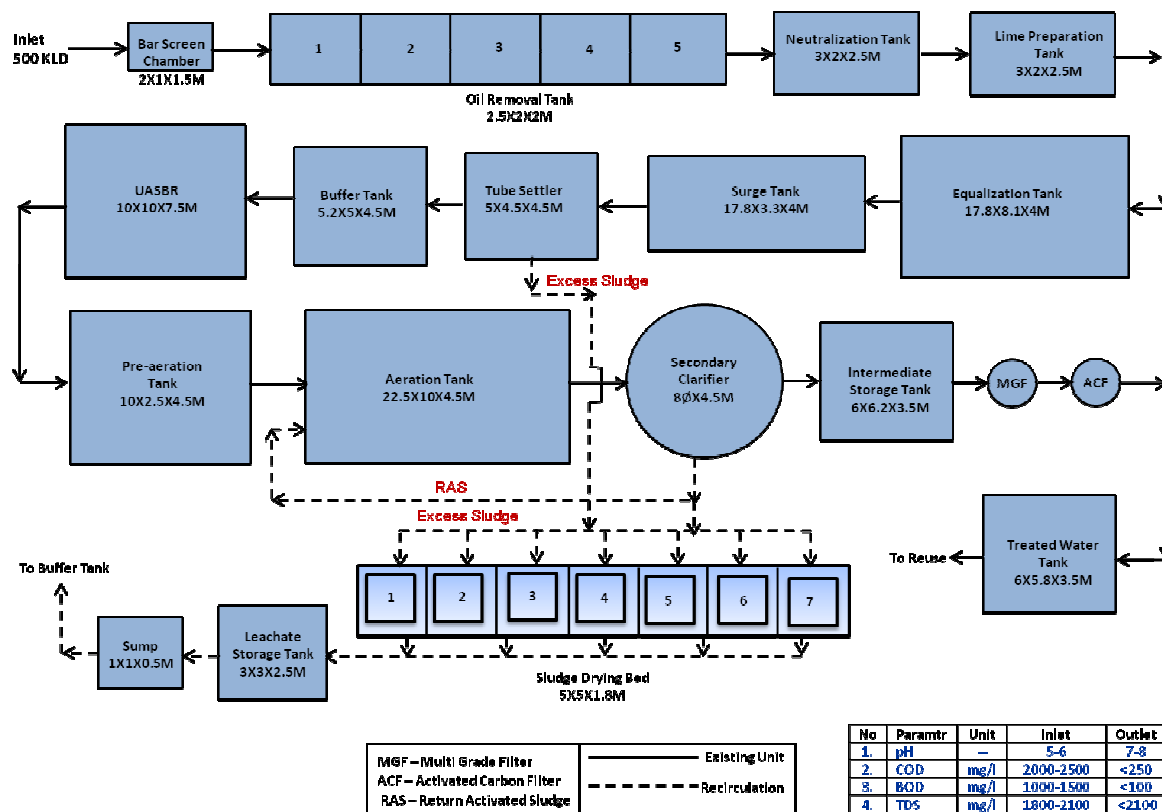 Inlet
500 KLD
Bar Screen
Chamber
2X1X1.5M
1
2
3
4
5
Oil Removal Tank
2.5X2X2M
Neutralization Tank
3X2X2.5M
Lime Preparation
Tank
3X2X2.5M
UASBR
10X10X7.5M
Buffer Tank
5.2X5X4.5M
Tube Settler
5X4.5X4.5M
Surge Tank
17.8X3.3X4M
Equalization Tank
17.8X8.1X4M
Excess Sludge
Pre-aeration
Tank
10X2.5X4.5M
Aeration Tank
22.5X10X4.5M
Secondary
Clarifier
8ØX4.5M
Intermediate
Storage Tank
6X6.2X3.5M
MGF
ACF
RAS
Excess Sludge
To Reuse
Treated Water
Tank
6X5.8X3.5M
To Buffer Tank
1
2
3
4
5
6
7
Sump
1X1X0.5M
Leachate
Storage Tank
3X3X2.5M
Sludge Drying Bed
5X5X1.8M
MGF – Multi Grade Filter
ACF – Activated Carbon Filter
RAS – Return Activated Sludge
Existing Unit
Recirculation
No Paramtr Unit Inlet Outlet
1. pH – 5-6 7-8
2. COD mg/l 2000-2500 <250
3. BOD mg/l 1000-1500 <100
4. TDS mg/l 1800-2100 <2100